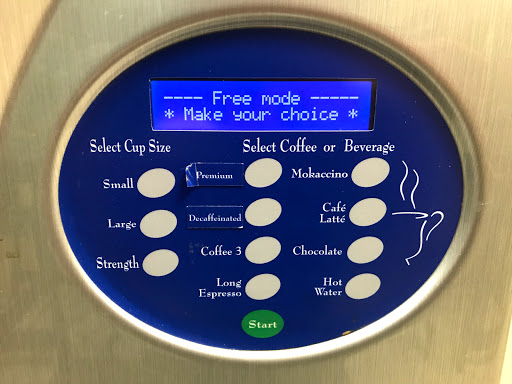 ---- Free mode -----
* Make your choice *
Select Cup Size
Select Coffee or Beverage
Small
Premium
Mokaccino
Large
Decaffeinated
Café
Latté
Strength
Coffee 3
Chocolate
Long
Espresso
Hot
Water
Start